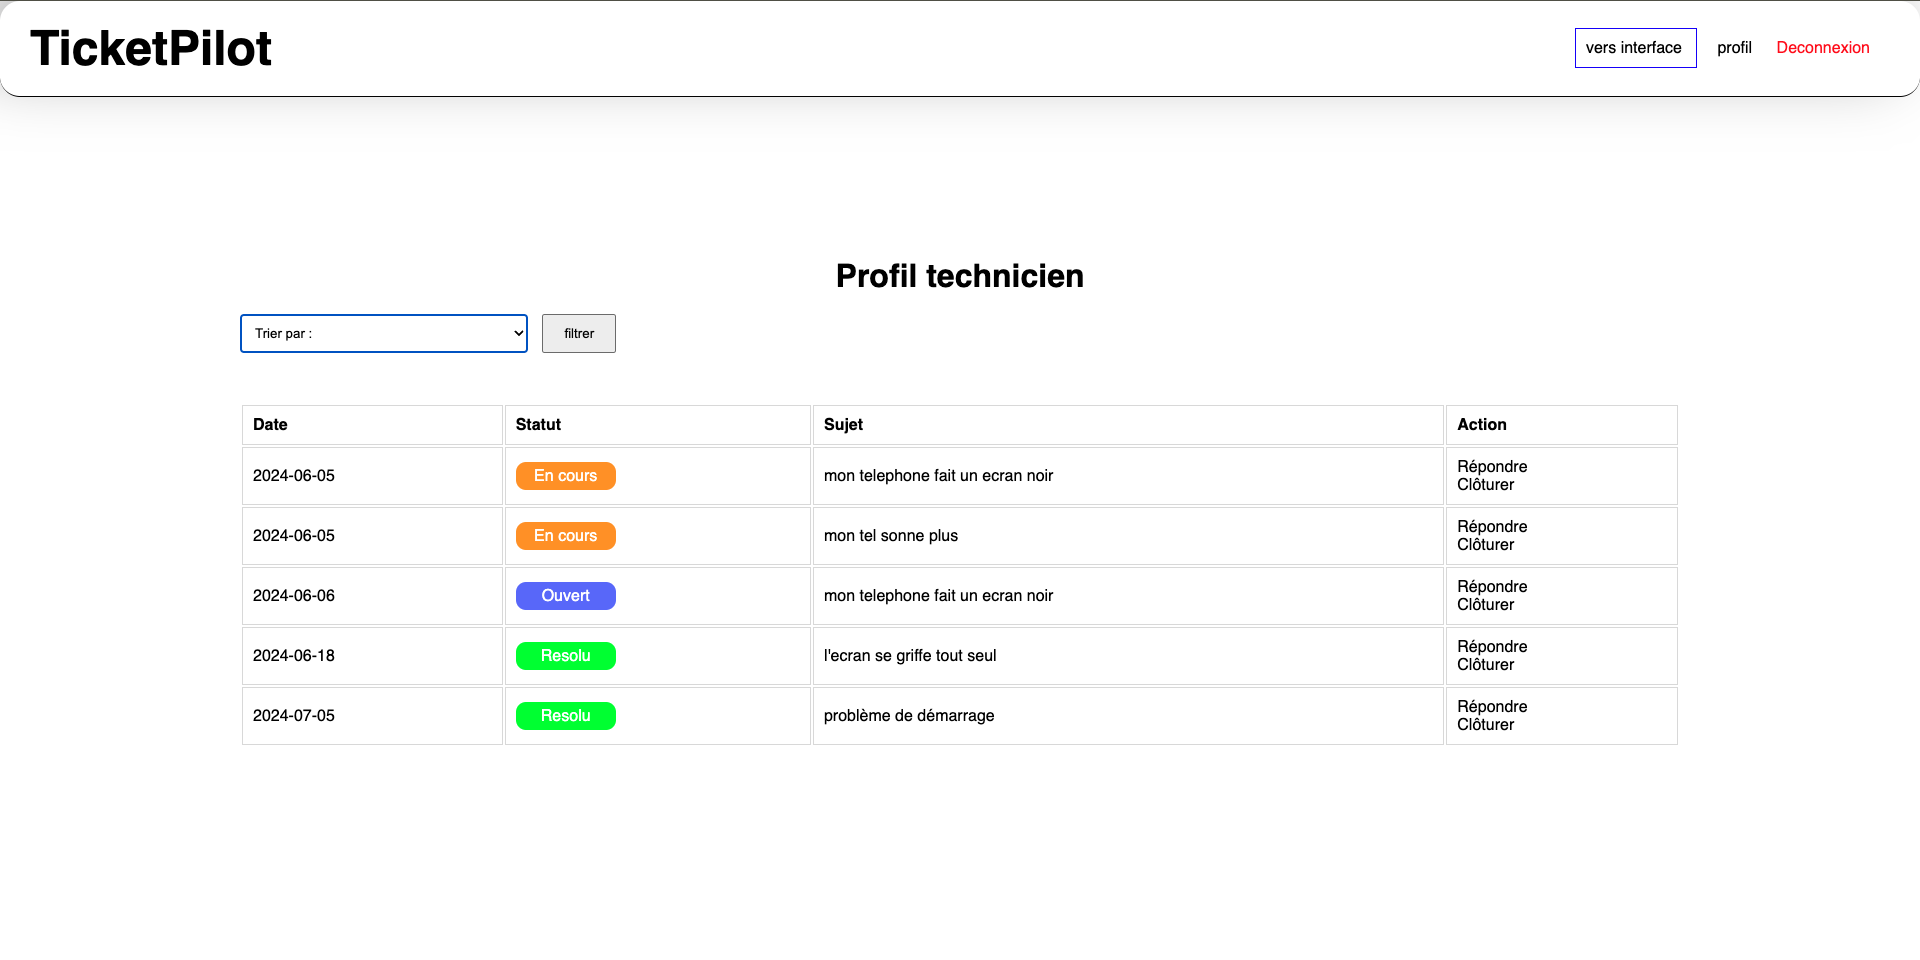 TicketPilot
vers interface
profil
Deconnexion
Profil technicien
Trier par :
filtrer
Date Statut Sujet Action
2024-06-05 En cours mon telephone fait un ecran noir Répondre
Clôturer
2024-06-05 En cours mon tel sonne plus Répondre
Clôturer
2024-06-06 Ouvert mon telephone fait un ecran noir Répondre
Clôturer
2024-06-18 Resolu l'ecran se griffe tout seul Répondre
Clôturer
2024-07-05 Resolu problème de démarrage Répondre
Clôturer